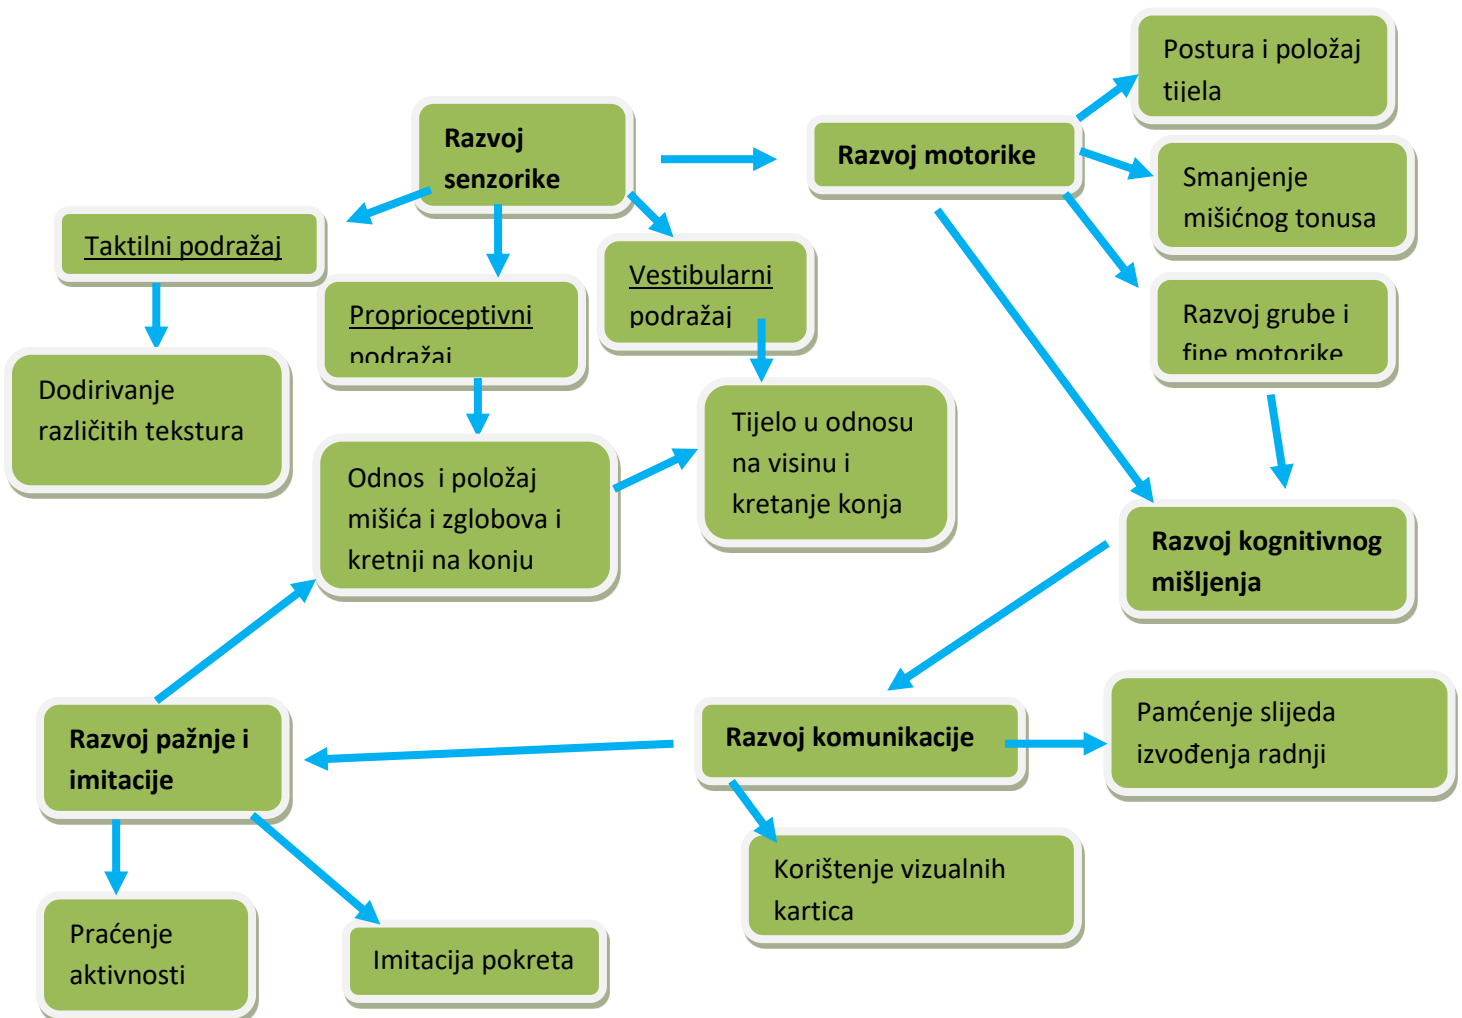 Postura i položaj
tijela
Razvoj
senzorike
Razvoj motorike
Smanjenje
mišićnog tonusa
Taktilni podražaj
Vestibularni
podražaj
Proprioceptivni
podražaj
Razvoj grube i
fine motorike
Dodirivanje
različitih tekstura
Tijelo u odnosu
na visinu i
kretanje konja
Odnos  i položaj
mišića i zglobova i
kretnji na konju
Razvoj kognitivnog
mišljenja
Razvoj pažnje i
imitacije
Razvoj komunikacije
Pamćenje slijeda
izvođenja radnji
Korištenje vizualnih
kartica
Praćenje
aktivnosti
Imitacija pokreta